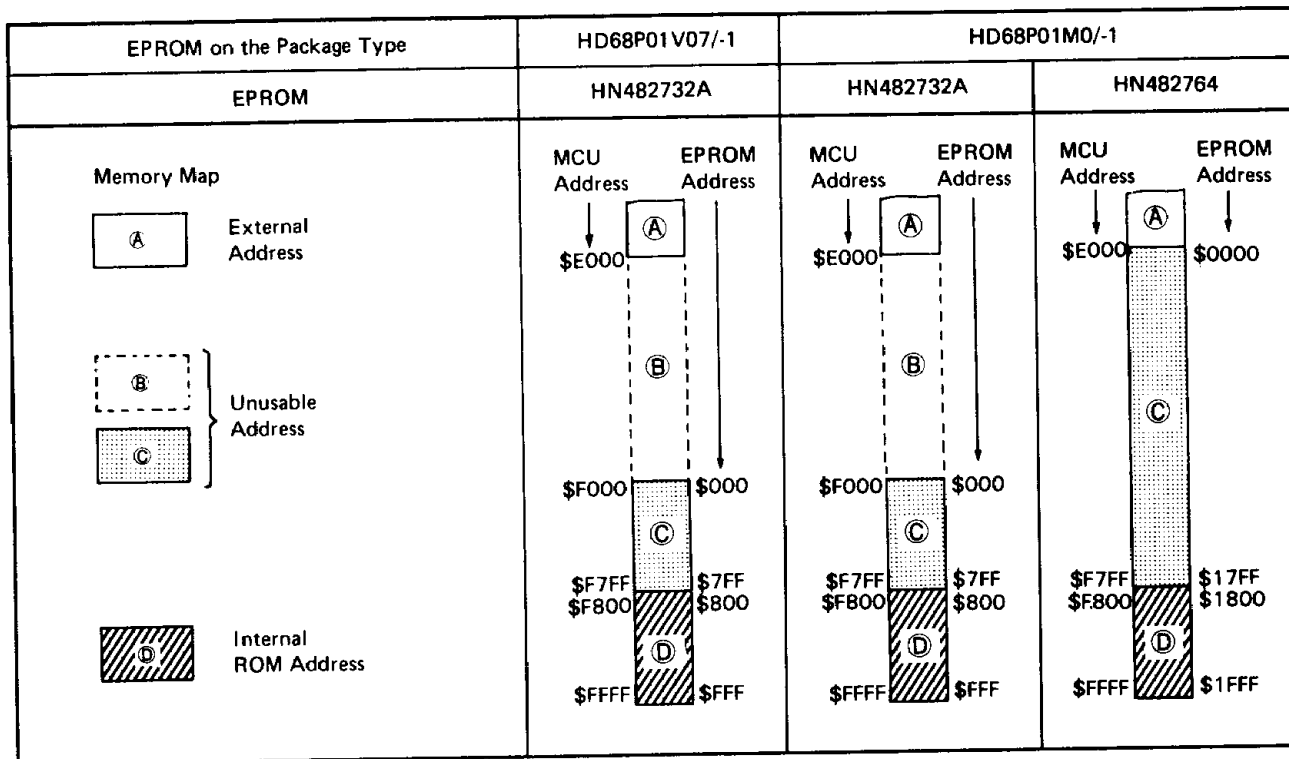 EPROM on the Package Type HD68P01V07/-1 HD68P01M0/-1
EPROM HN482732A HN482732A HN482764
Memory Map
Ⓐ External
Address
Ⓑ
Ⓒ
Unusable
Address
Ⓓ Internal
ROM Address
MCU EPROM
Address Address
Ⓐ
$E000
Ⓑ
$F000 $000
Ⓒ
$F7FF $7FF
$F800 $800
Ⓓ
$FFFF $FFF
MCU EPROM
Address Address
Ⓐ
$E000
Ⓑ
$F000 $000
Ⓒ
$F7FF $7FF
$F800 $800
Ⓓ
$FFFF $FFF
MCU EPROM
Address Address
Ⓐ
$E000 $0000
Ⓒ
$F7FF $17FF
$F800 $1800
Ⓓ
$FFFF $1FFF